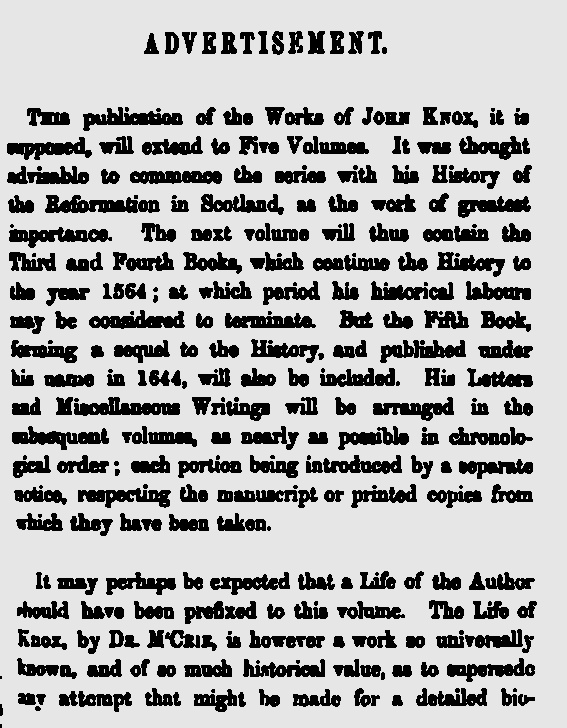 ADVERTISEMENT.
This publication of the Works of John Knox, it is
supposed, will extend to Five Volumes. It was thought
advisable to commence the series with his History of
the Reformation in Scotland, as the work of greatest
importance. The next volume will thus contain the
Third and Fourth Books, which continue the History to
the year 1564 ; at which period his historical labours
may be considered to terminate. But the Fifth Book,
forming a sequel to the History, and published under
his name in 1644, will also be included. His Letters
and Miscellaneous Writings will be arranged in the
subsequent volumes, as nearly as possible in chronolo-
gical order ; each portion being introduced by a separate
notice, respecting the manuscript or printed copies from
which they have been taken.
It may perhaps be expected that a Life of the Author
should have been prefixed to this volume. The Life of
Knox, by Dr. M'Crie, is however a work so universally
known, and of so much historical value, as to supersede
any attempt that might be made for a detailed bio-